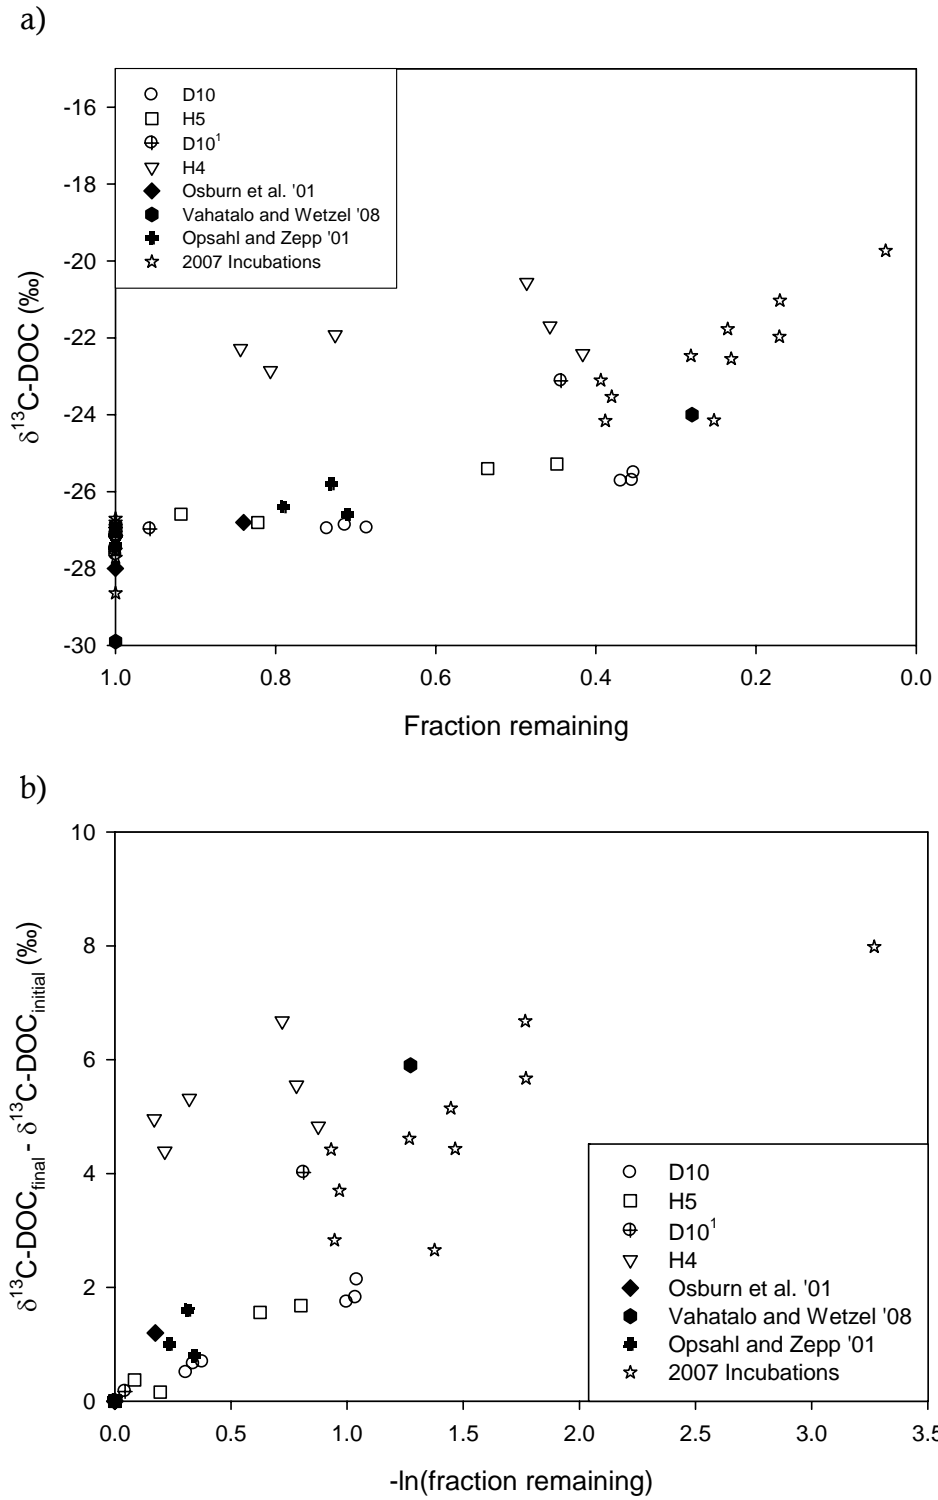 a)
D10
H5
D10¹
H4
Osburn et al. '01
Vahatalo and Wetzel '08
Opsahl and Zepp '01
2007 Incubations
-16
-18
-20
-22
-24
-26
-28
-30
δ¹³C-DOC (‰)
1.0 0.8 0.6 0.4 0.2 0.0
Fraction remaining
b)
10
8
6
4
2
0
δ¹³C-DOC_final - δ¹³C-DOC_initial (‰)
D10
H5
D10¹
H4
Osburn et al. '01
Vahatalo and Wetzel '08
Opsahl and Zepp '01
2007 Incubations
0.0 0.5 1.0 1.5 2.0 2.5 3.0 3.5
-ln(fraction remaining)